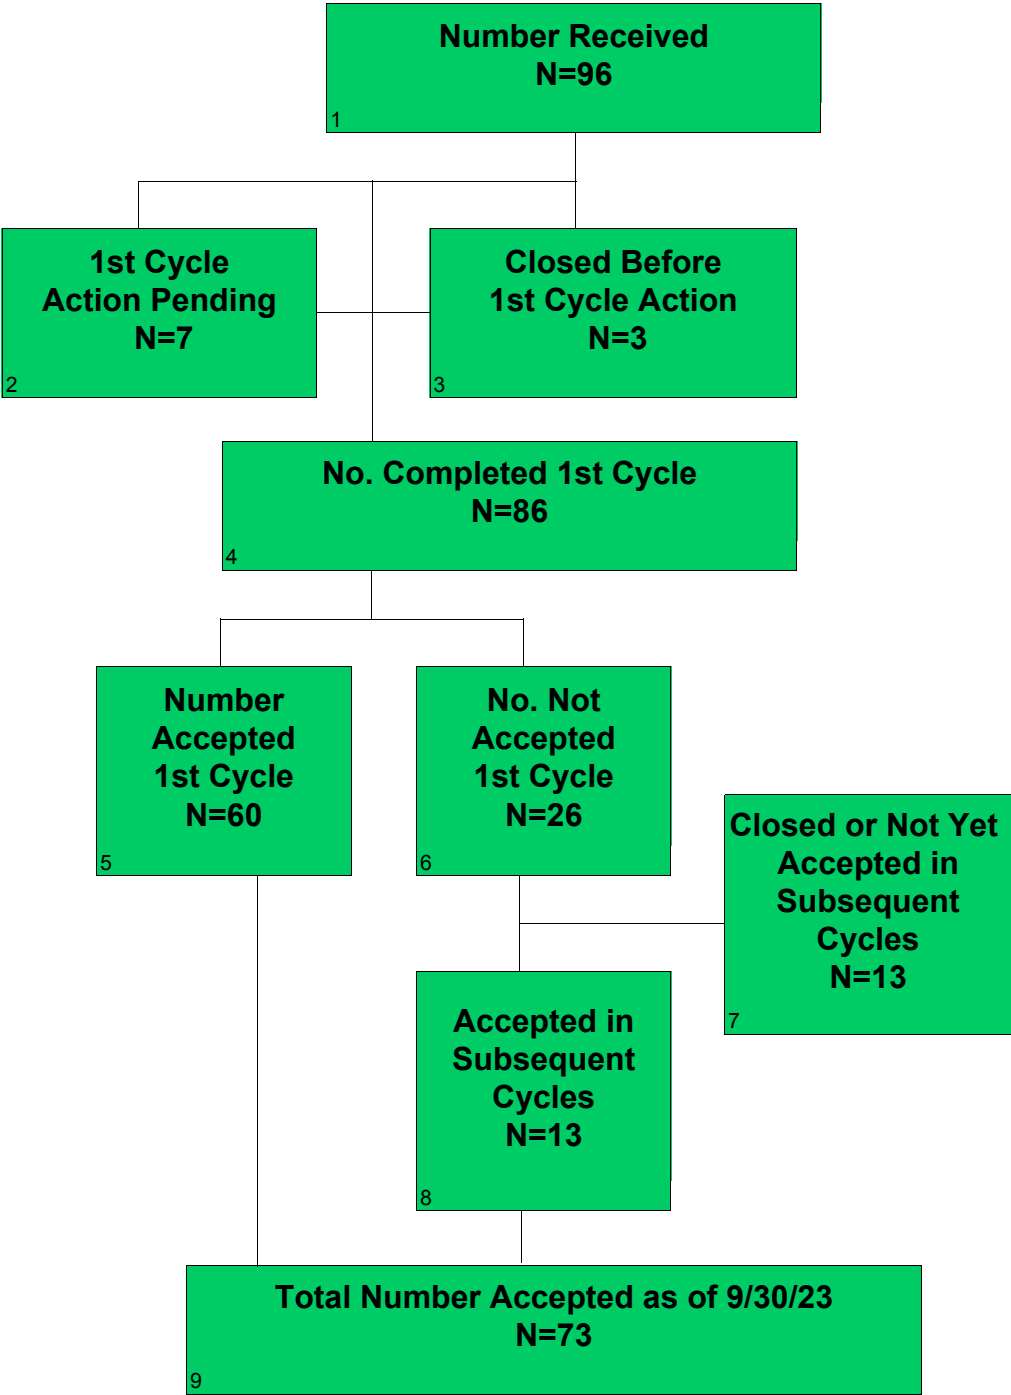 Number Received
N=96
1
1st Cycle
Action Pending
N=7
2
Closed Before
1st Cycle Action
N=3
3
No. Completed 1st Cycle
N=86
4
Number
Accepted
1st Cycle
N=60
5
No. Not
Accepted
1st Cycle
N=26
6
Closed or Not Yet
Accepted in
Subsequent
Cycles
N=13
7
Accepted in
Subsequent
Cycles
N=13
8
Total Number Accepted as of 9/30/23
N=73
9